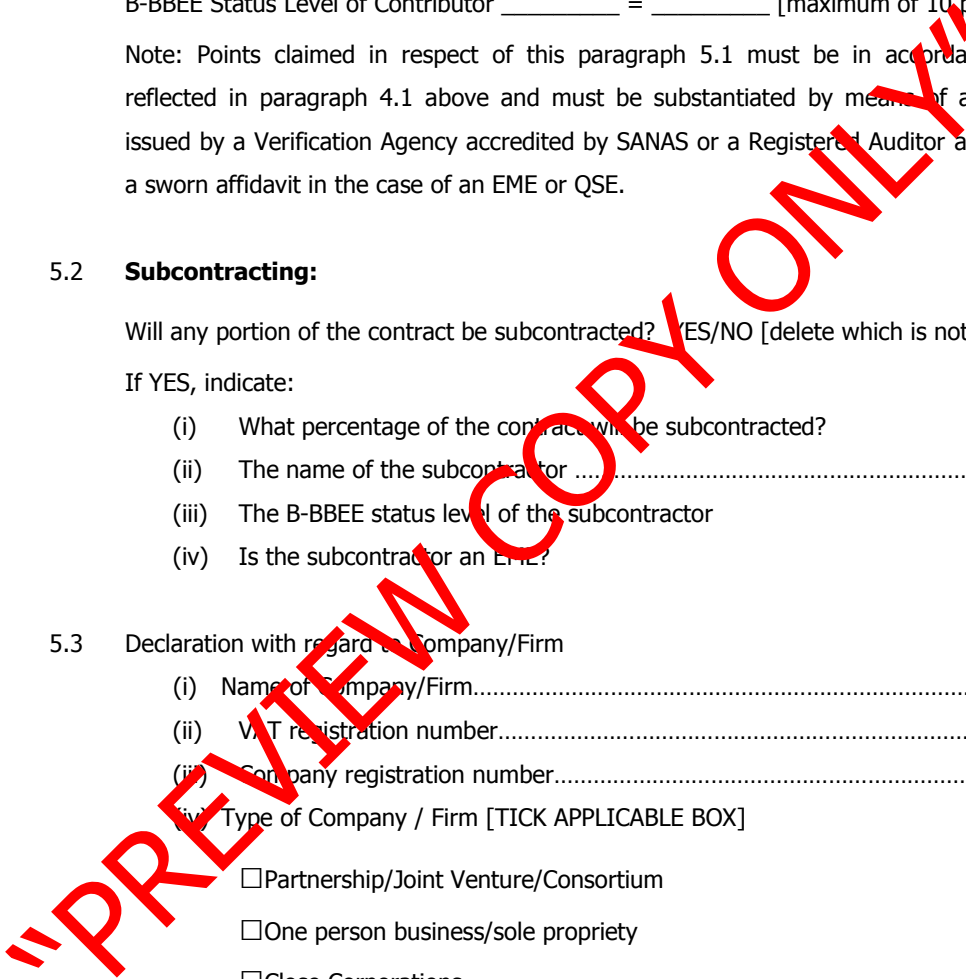 B-BBEE Status Level of Contributor _________ = _________ [maximum of 10
Note: Points claimed in respect of this paragraph 5.1 must be in
reflected in paragraph 4.1 above and must be substantiated by means of
issued by a Verification Agency accredited by SANAS or a Registered Auditor
a sworn affidavit in the case of an EME or QSE.
5.2 Subcontracting:
Will any portion of the contract be subcontracted? YES/NO [delete which is not
If YES, indicate:
(i) What percentage of the contract will be subcontracted?
(ii) The name of the subcontractor ..........................................................
(iii) The B-BBEE status level of the subcontractor
(iv) Is the subcontractor an EME?
5.3 Declaration with regard to Company/Firm
(i) Name of Company/Firm..........................................................................
(ii) VAT registration number......................................................................
(iii) Company registration number..............................................................
(iv) Type of Company / Firm [TICK APPLICABLE BOX]
☐Partnership/Joint Venture/Consortium
☐One person business/sole propriety
☐Close Corporations
"PREVIEW COPY ONLY"